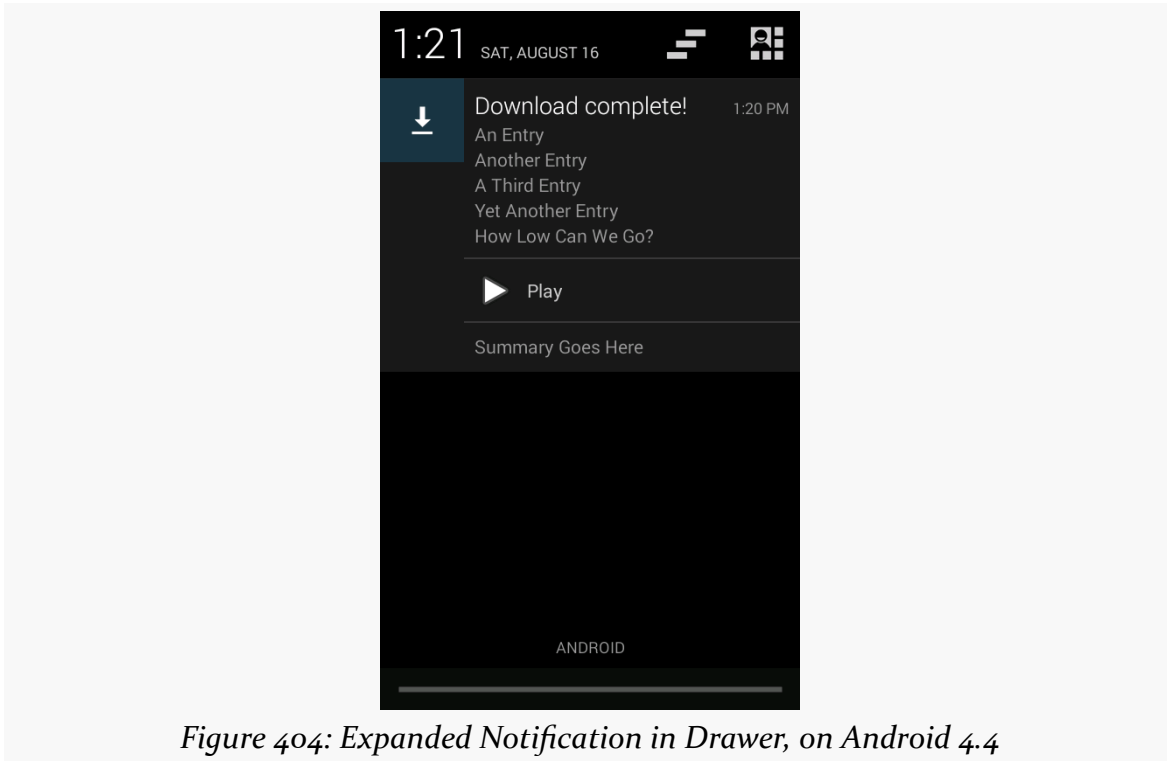 1:21 SAT, AUGUST 16
Download complete! 1:20 PM
An Entry
Another Entry
A Third Entry
Yet Another Entry
How Low Can We Go?
Play
Summary Goes Here
ANDROID
Figure 404: Expanded Notification in Drawer, on Android 4.4